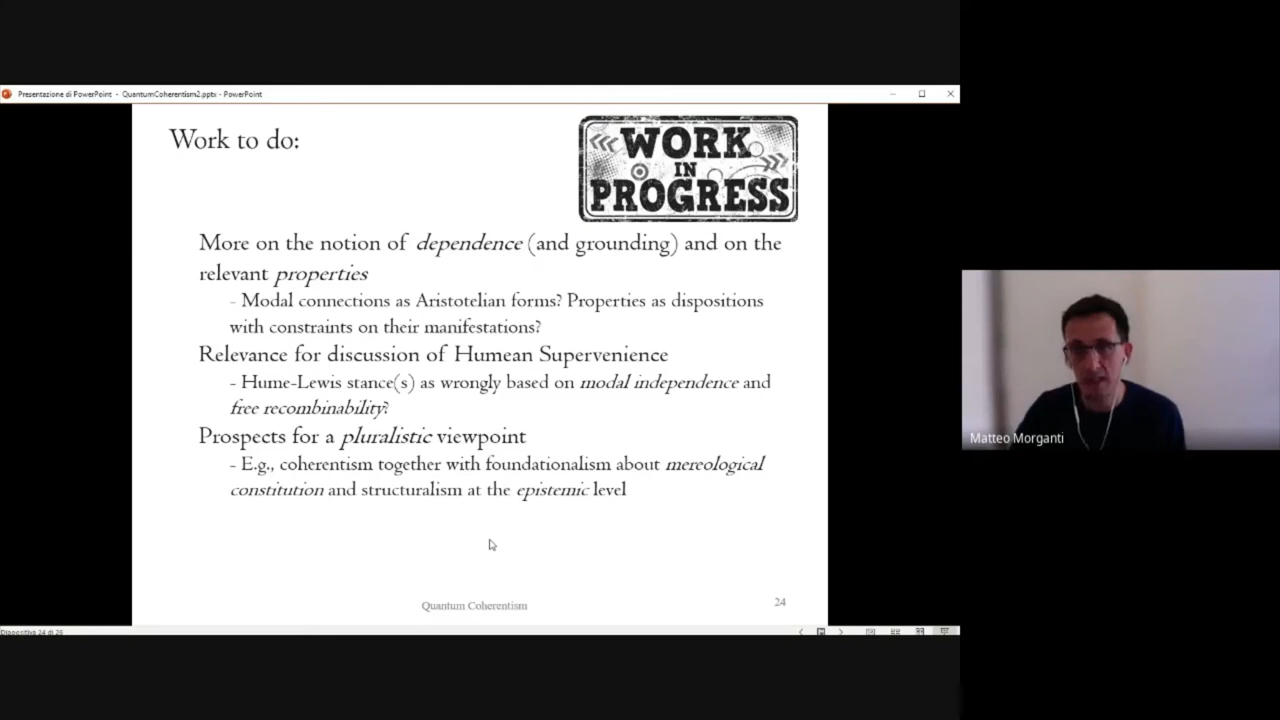 Presentazione di PowerPoint - QuantumCoherentism2.pptx - PowerPoint
Work to do:
WORK
IN
PROGRESS
More on the notion of dependence (and grounding) and on the
relevant properties
- Modal connections as Aristotelian forms? Properties as dispositions
with constraints on their manifestations?
Relevance for discussion of Humean Supervenience
- Hume-Lewis stance(s) as wrongly based on modal independence and
free recombinability?
Prospects for a pluralistic viewpoint
- E.g., coherentism together with foundationalism about mereological
constitution and structuralism at the epistemic level
Matteo Morganti
Quantum Coherentism
24
Diapositiva 24 di 26